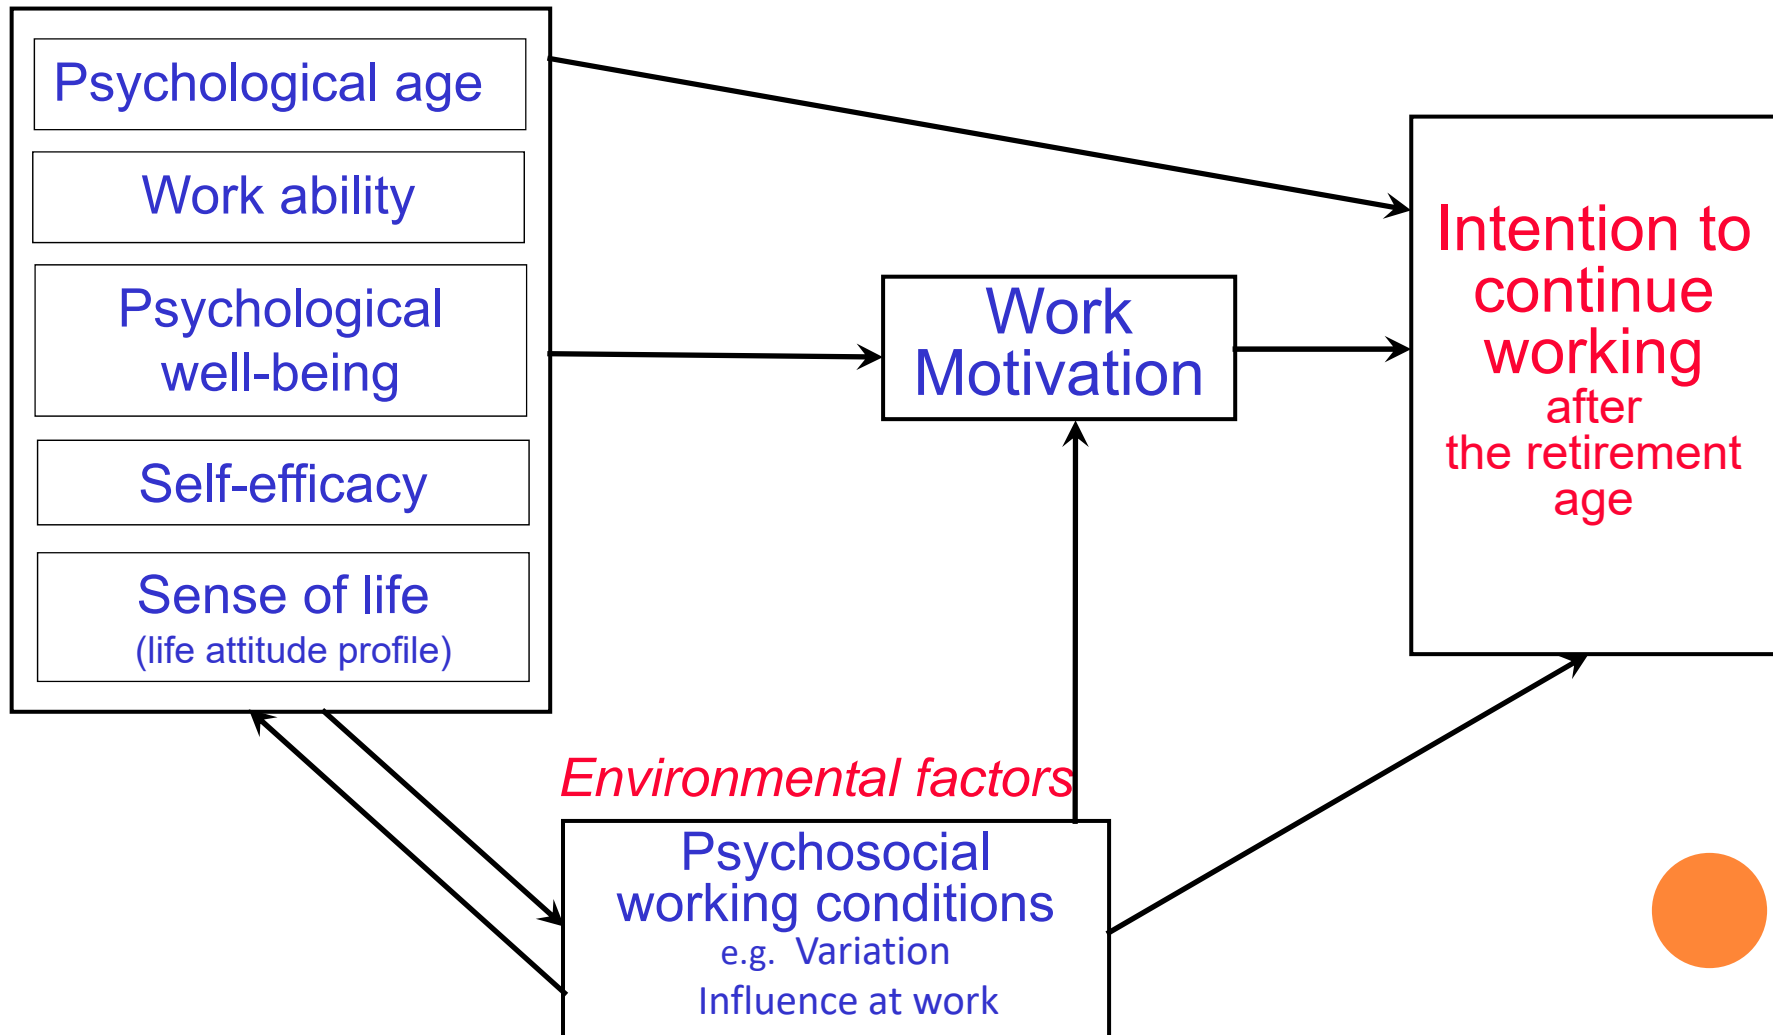 Psychological age
Work ability
Psychological
well-being
Self-efficacy
Sense of life
(life attitude profile)
Work
Motivation
Intention to
continue
working
after
the retirement
age
Environmental factors
Psychosocial
working conditions
e.g. Variation
Influence at work